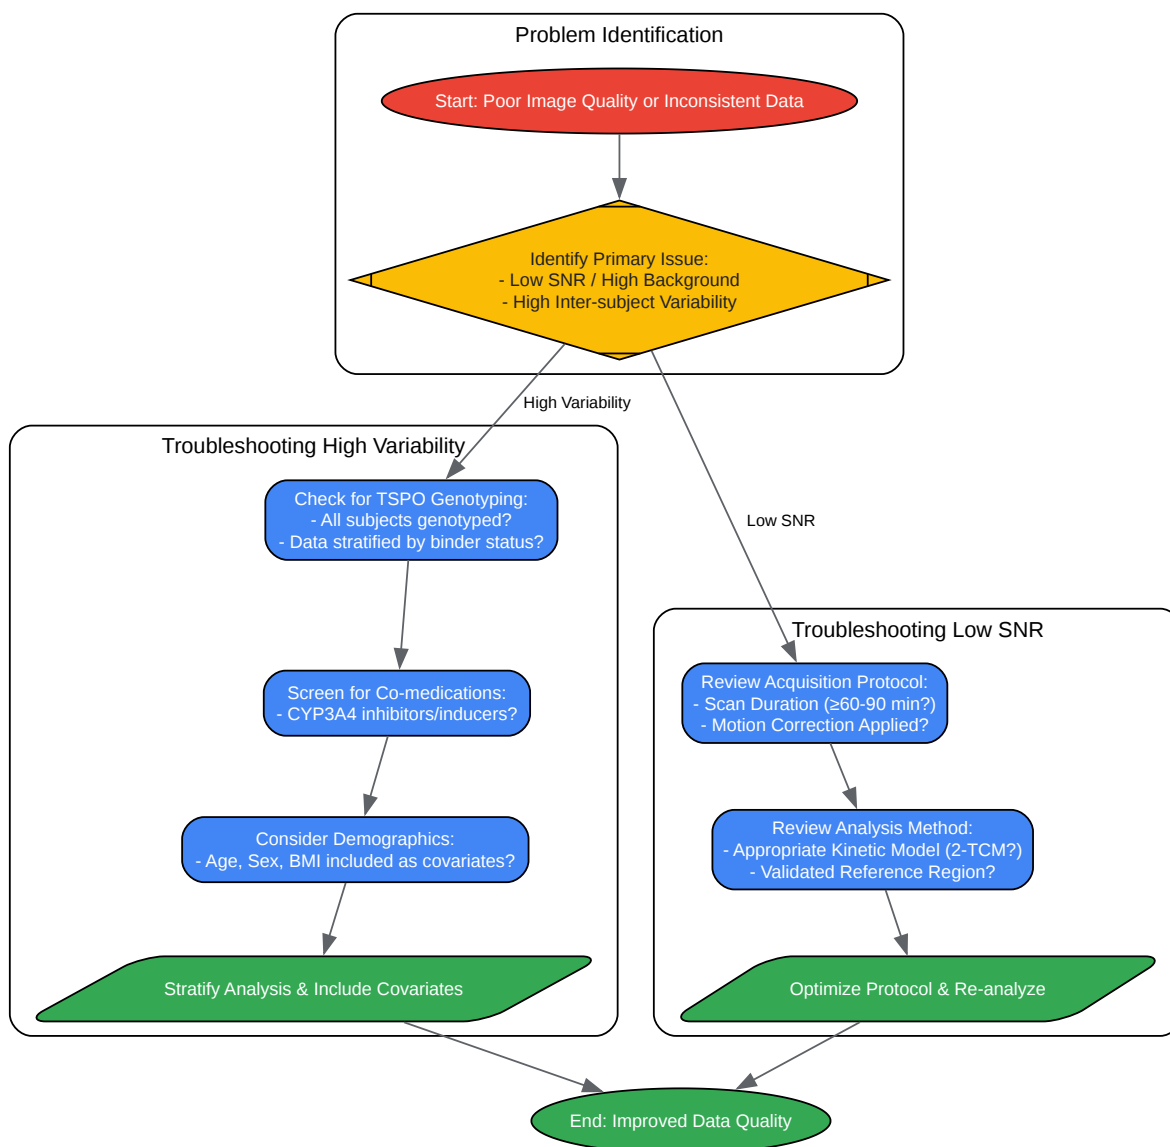 Problem Identification
Start: Poor Image Quality or Inconsistent Data
Identify Primary Issue:
- Low SNR / High Background
- High Inter-subject Variability
High Variability
Troubleshooting High Variability
Check for TSPO Genotyping:
- All subjects genotyped?
- Data stratified by binder status?
Screen for Co-medications:
- CYP3A4 inhibitors/inducers?
Consider Demographics:
- Age, Sex, BMI included as covariates?
Stratify Analysis & Include Covariates
Low SNR
Troubleshooting Low SNR
Review Acquisition Protocol:
- Scan Duration (≥60-90 min?)
- Motion Correction Applied?
Review Analysis Method:
- Appropriate Kinetic Model (2-TCM?)
- Validated Reference Region?
Optimize Protocol & Re-analyze
End: Improved Data Quality